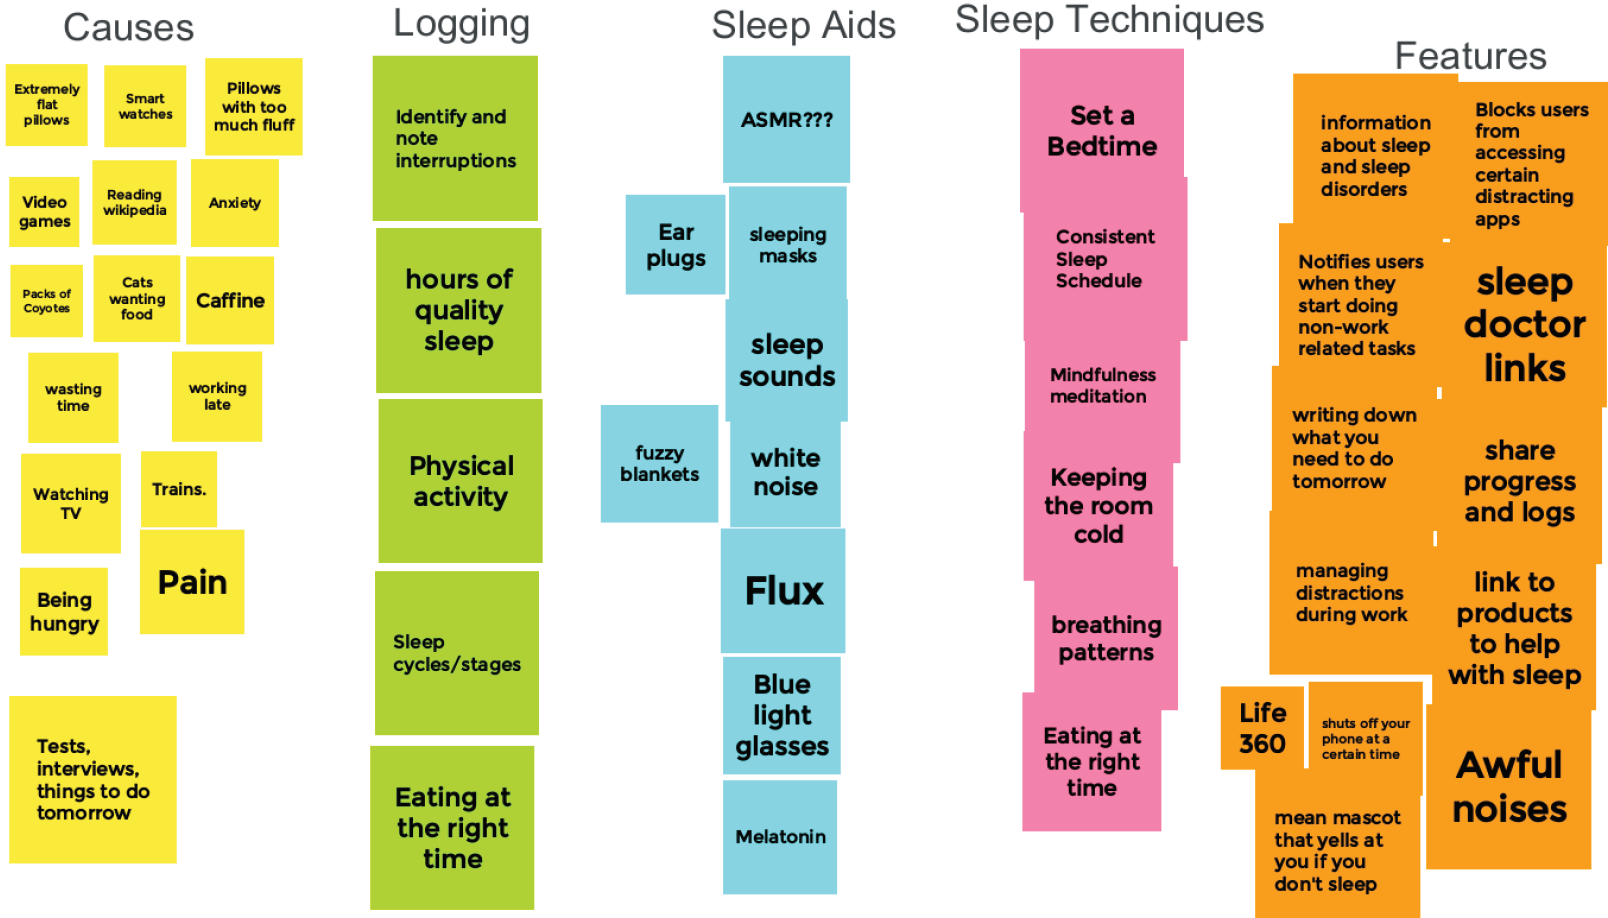 Causes
Extremely
flat
pillows
Smart
watches
Pillows
with too
much fluff
Video
games
Reading
wikipedia
Anxiety
Packs of
Coyotes
Cats
wanting
food
Caffine
wasting
time
working
late
Watching
TV
Trains.
Being
hungry
Pain
Tests,
interviews,
things to do
tomorrow
Logging
Identify and
note
interruptions
hours of
quality
sleep
Physical
activity
Sleep
cycles/stages
Eating at
the right
time
Sleep Aids
ASMR???
Ear
plugs
sleeping
masks
sleep
sounds
fuzzy
blankets
white
noise
Flux
Blue
light
glasses
Melatonin
Sleep Techniques
Set a
Bedtime
Consistent
Sleep
Schedule
Mindfulness
meditation
Keeping
the room
cold
breathing
patterns
Eating at
the right
time
Features
information
about sleep
and sleep
disorders
Blocks users
from
accessing
certain
distracting
apps
Notifies users
when they
start doing
non-work
related tasks
sleep
doctor
links
writing down
what you
need to do
tomorrow
share
progress
and logs
managing
distractions
during work
link to
products
to help
with sleep
Life
360
shuts off your
phone at a
certain time
Awful
noises
mean mascot
that yells at
you if you
don't sleep